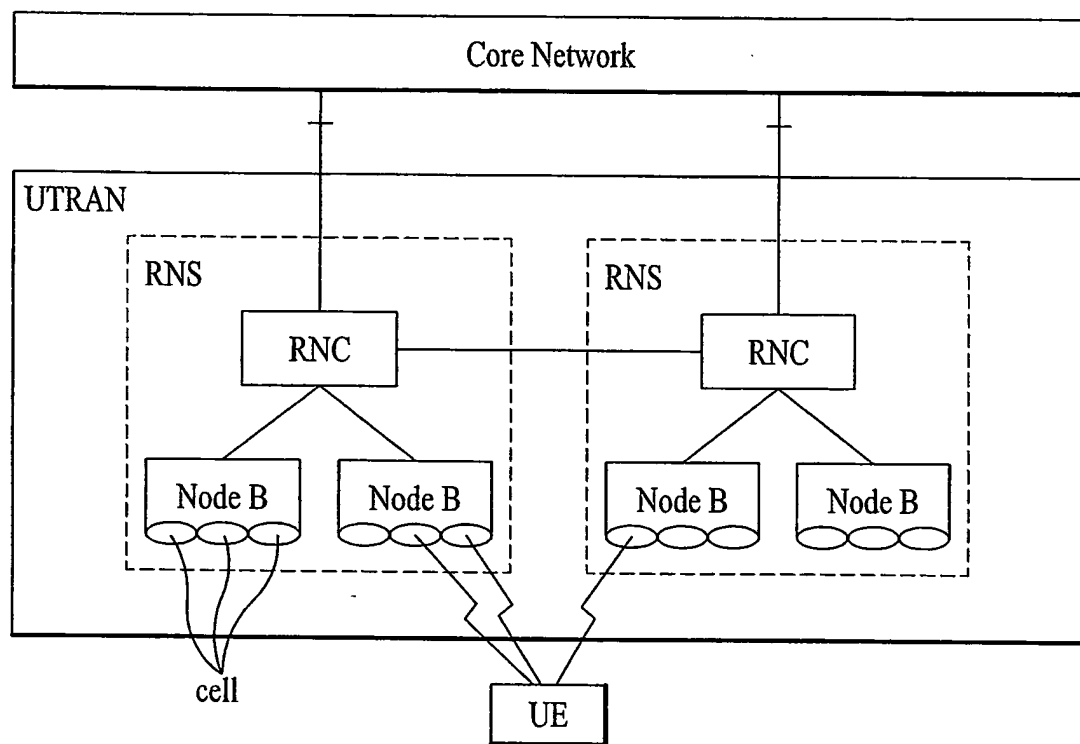 Core Network
UTRAN
RNS
RNS
RNC
RNC
Node B
Node B
Node B
Node B
cell
UE